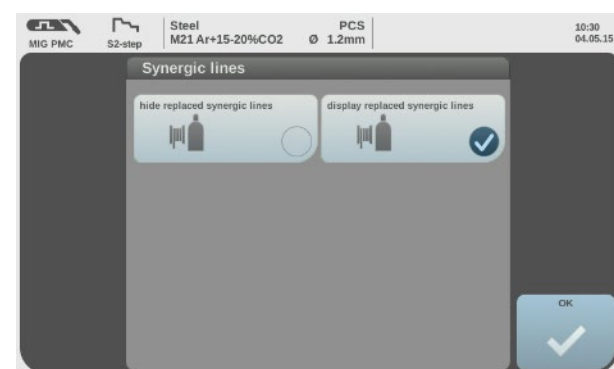 MIG PMC
S2-step
Steel PCS
M21 Ar+15-20%CO2 Ø 1.2mm
10:30
04.05.15
Synergic lines
hide replaced synergic lines
display replaced synergic lines
OK